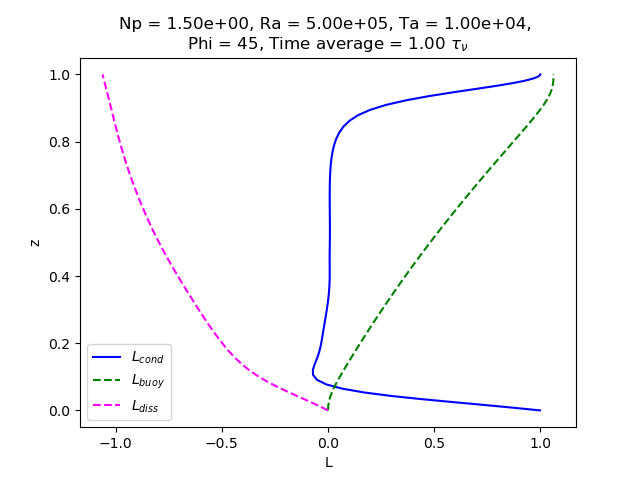 Np = 1.50e+00, Ra = 5.00e+05, Ta = 1.00e+04,
Phi = 45, Time average = 1.00 τ_ν
1.0
0.8
0.6
0.4
0.2
0.0
z
L_cond
L_buoy
L_diss
−1.0 −0.5 0.0 0.5 1.0
L